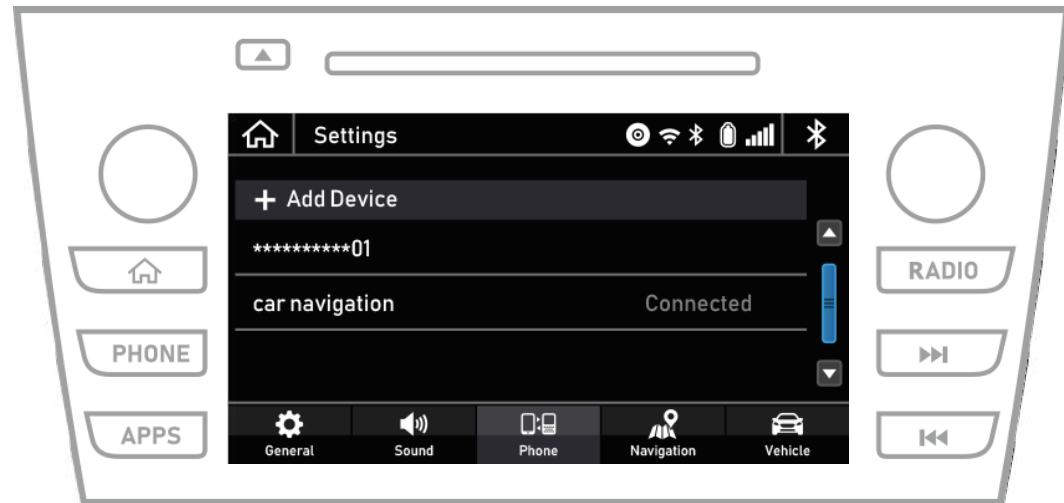 Settings
+ Add Device
**********01
car navigation Connected
RADIO
PHONE
APPS
General Sound Phone Navigation Vehicle